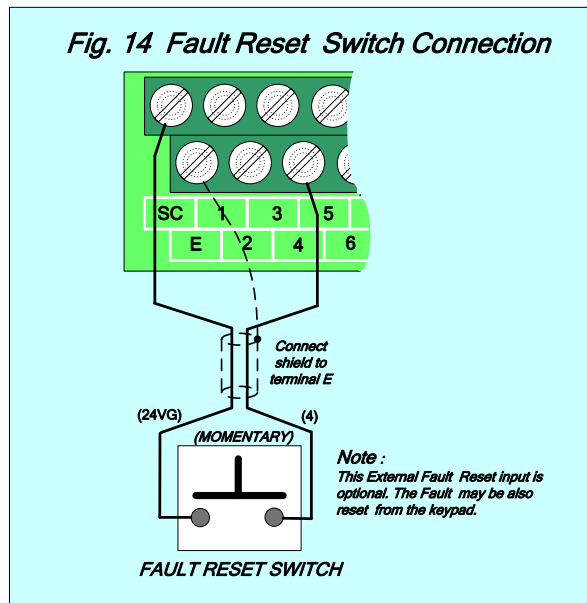 Fig. 14 Fault Reset Switch Connection
SC 1 3 5
E 2 4 6
Connect
shield to
terminal E
(24VG) (4)
(MOMENTARY)
Note :
This External Fault Reset input is
optional. The Fault may be also
reset from the keypad.
FAULT RESET SWITCH